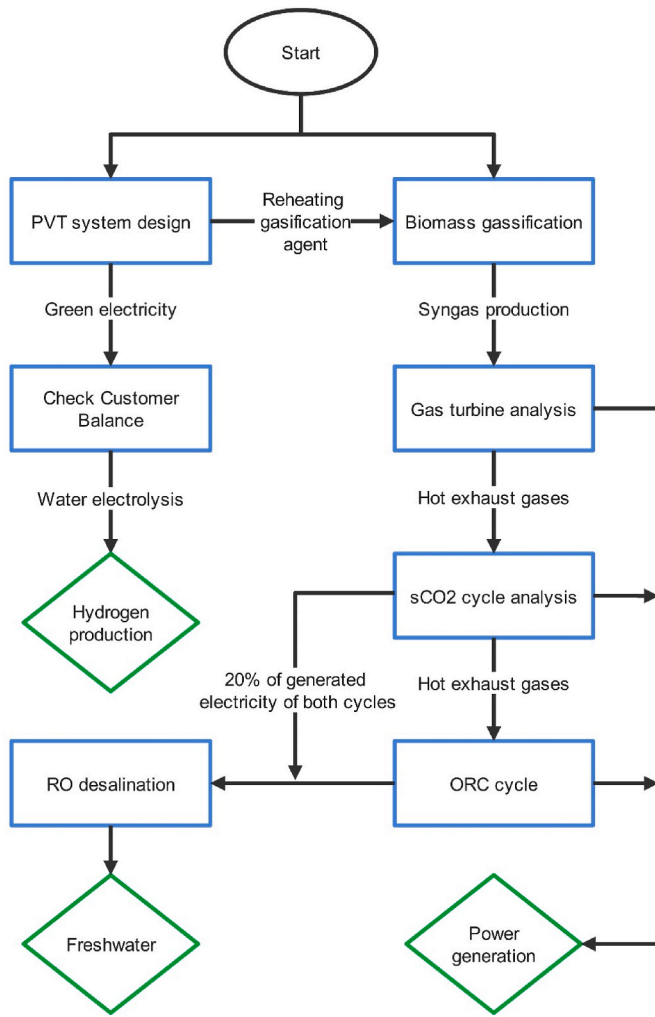 Start
PVT system design
Reheating
gasification
agent
Biomass gassification
Green electricity
Syngas production
Check Customer
Balance
Gas turbine analysis
Water electrolysis
Hot exhaust gases
Hydrogen
production
sCO2 cycle analysis
20% of generated
electricity of both cycles
Hot exhaust gases
RO desalination
ORC cycle
Freshwater
Power
generation